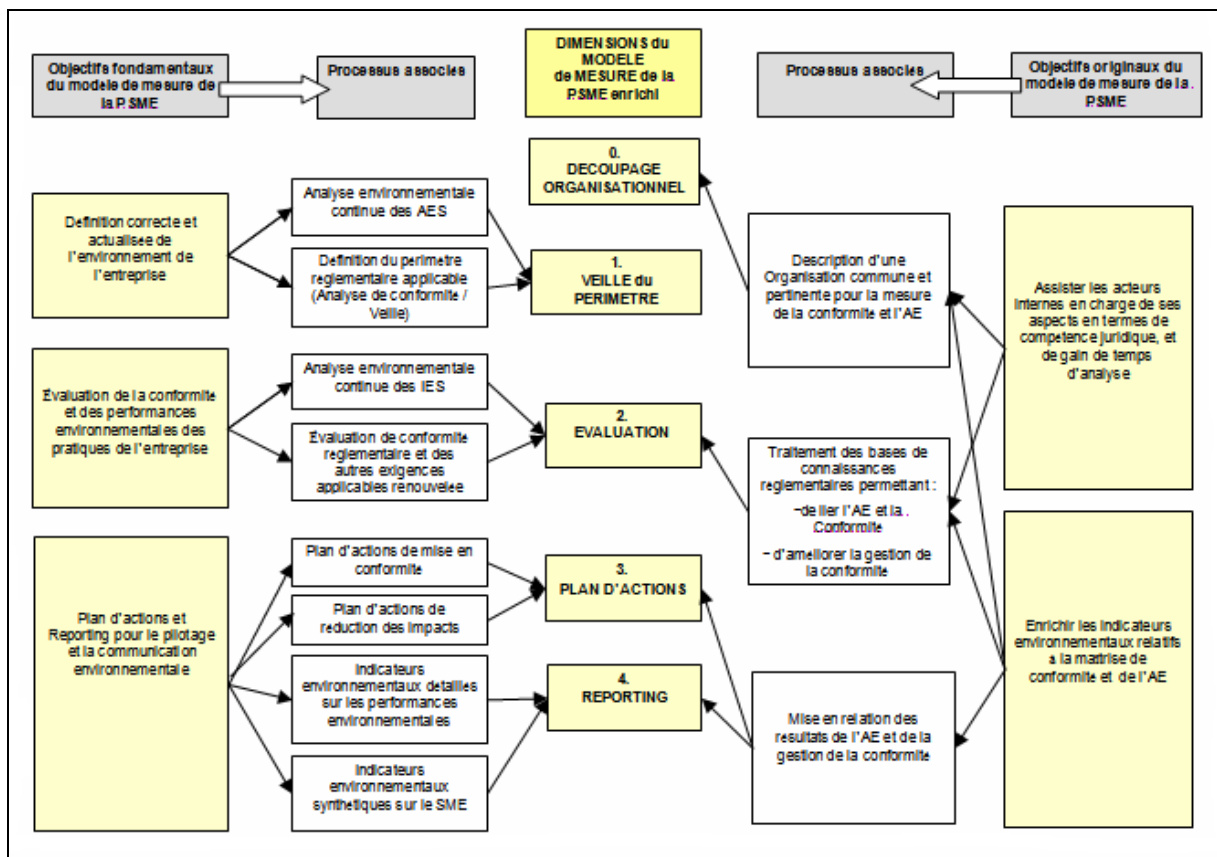 Objectifs fondamentaux
du modele de mesure de
la P.SME
Processus associes
DIMENSIONS du
MODELE
de MESURE de la
P.SME enrichi
Processus associes
Objectifs originaux du
modele de mesure de la .
P.SME
0.
DECOUPAGE
ORGANISATIONNEL
Définition correcte et
actualisee de
l'environnement de
l'entreprise
Analyse environnementale
continue des AES
Définition du perimetre
reglementaire applicable
(Analyse de conformite /
Veille)
1.
VEILLE du
PERIMETRE
Description d'une
Organisation commune et
pertinente pour la mesure
de la conformite et l'AE
Assister les acteurs
internes en charge de ses
aspects en termes de
competence juridique, et
de gain de temps
d'analyse
Évaluation de la conformite
et des performances
environnementales des
pratiques de l'entreprise
Analyse environnementale
continue des IES
Évaluation de conformite
reglementaire et des
autres exigences
applicables renouvelee
2.
EVALUATION
Traitement des bases de
connaissances
reglementaires permettant :
-de lier l'AE et la .
Conformite
- d'ameliorer la gestion de
la conformite
Plan d'actions et
Reporting pour le pilotage
et la communication
environnementale
Plan d'actions de mise en
conformite
Plan d'actions de
reduction des impacts
Indicateurs
environnementaux detailles
sur les performances
environnementales
Indicateurs
environnementaux
synthetiques sur le SME
3.
PLAN D'ACTIONS
4.
REPORTING
Mise en relation des
resultats de l'AE et de la
gestion de la conformite
Enrichir les indicateurs
environnementaux relatifs
a la maitrise de
conformite et de l'AE